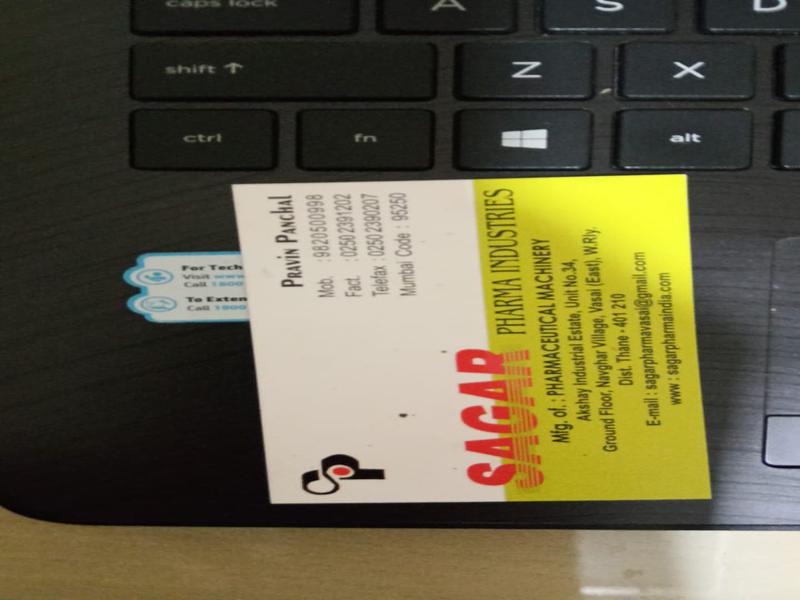 caps lock
A
S
D
shift
Z
X
ctrl
fn
alt
For Tech
Visit www.
Call 1800
To Exten
Call 1800
PRAVIN PANCHAL
Mob. : 9820500998
Fact. : 0250 2391202
Telefax : 0250 2390207
Mumbai Code : 95250
SAGAR PHARMA INDUSTRIES
Mfg. of. : PHARMACEUTICAL MACHINERY
Akshay Industrial Estate, Unit No.34,
Ground Floor, Navghar Village, Vasai (East), W.Rly.
Dist. Thane - 401 210
E-mail : sagarpharmavasai@gmail.com
www : sagarpharmaindia.com